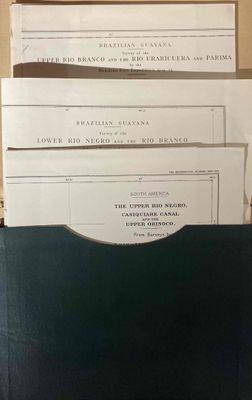 BRAZILIAN GUAYANA
Survey of the
UPPER RIO BRANCO AND THE RIO URARICUERA AND PARIMA
by the
BRAZILIAN GUAYANA
Survey of the
LOWER RIO NEGRO AND THE RIO BRANCO
SOUTH AMERICA
THE UPPER RIO NEGRO,
CASIQUIARE CANAL
AND THE
UPPER ORINOCO,
From Surveys